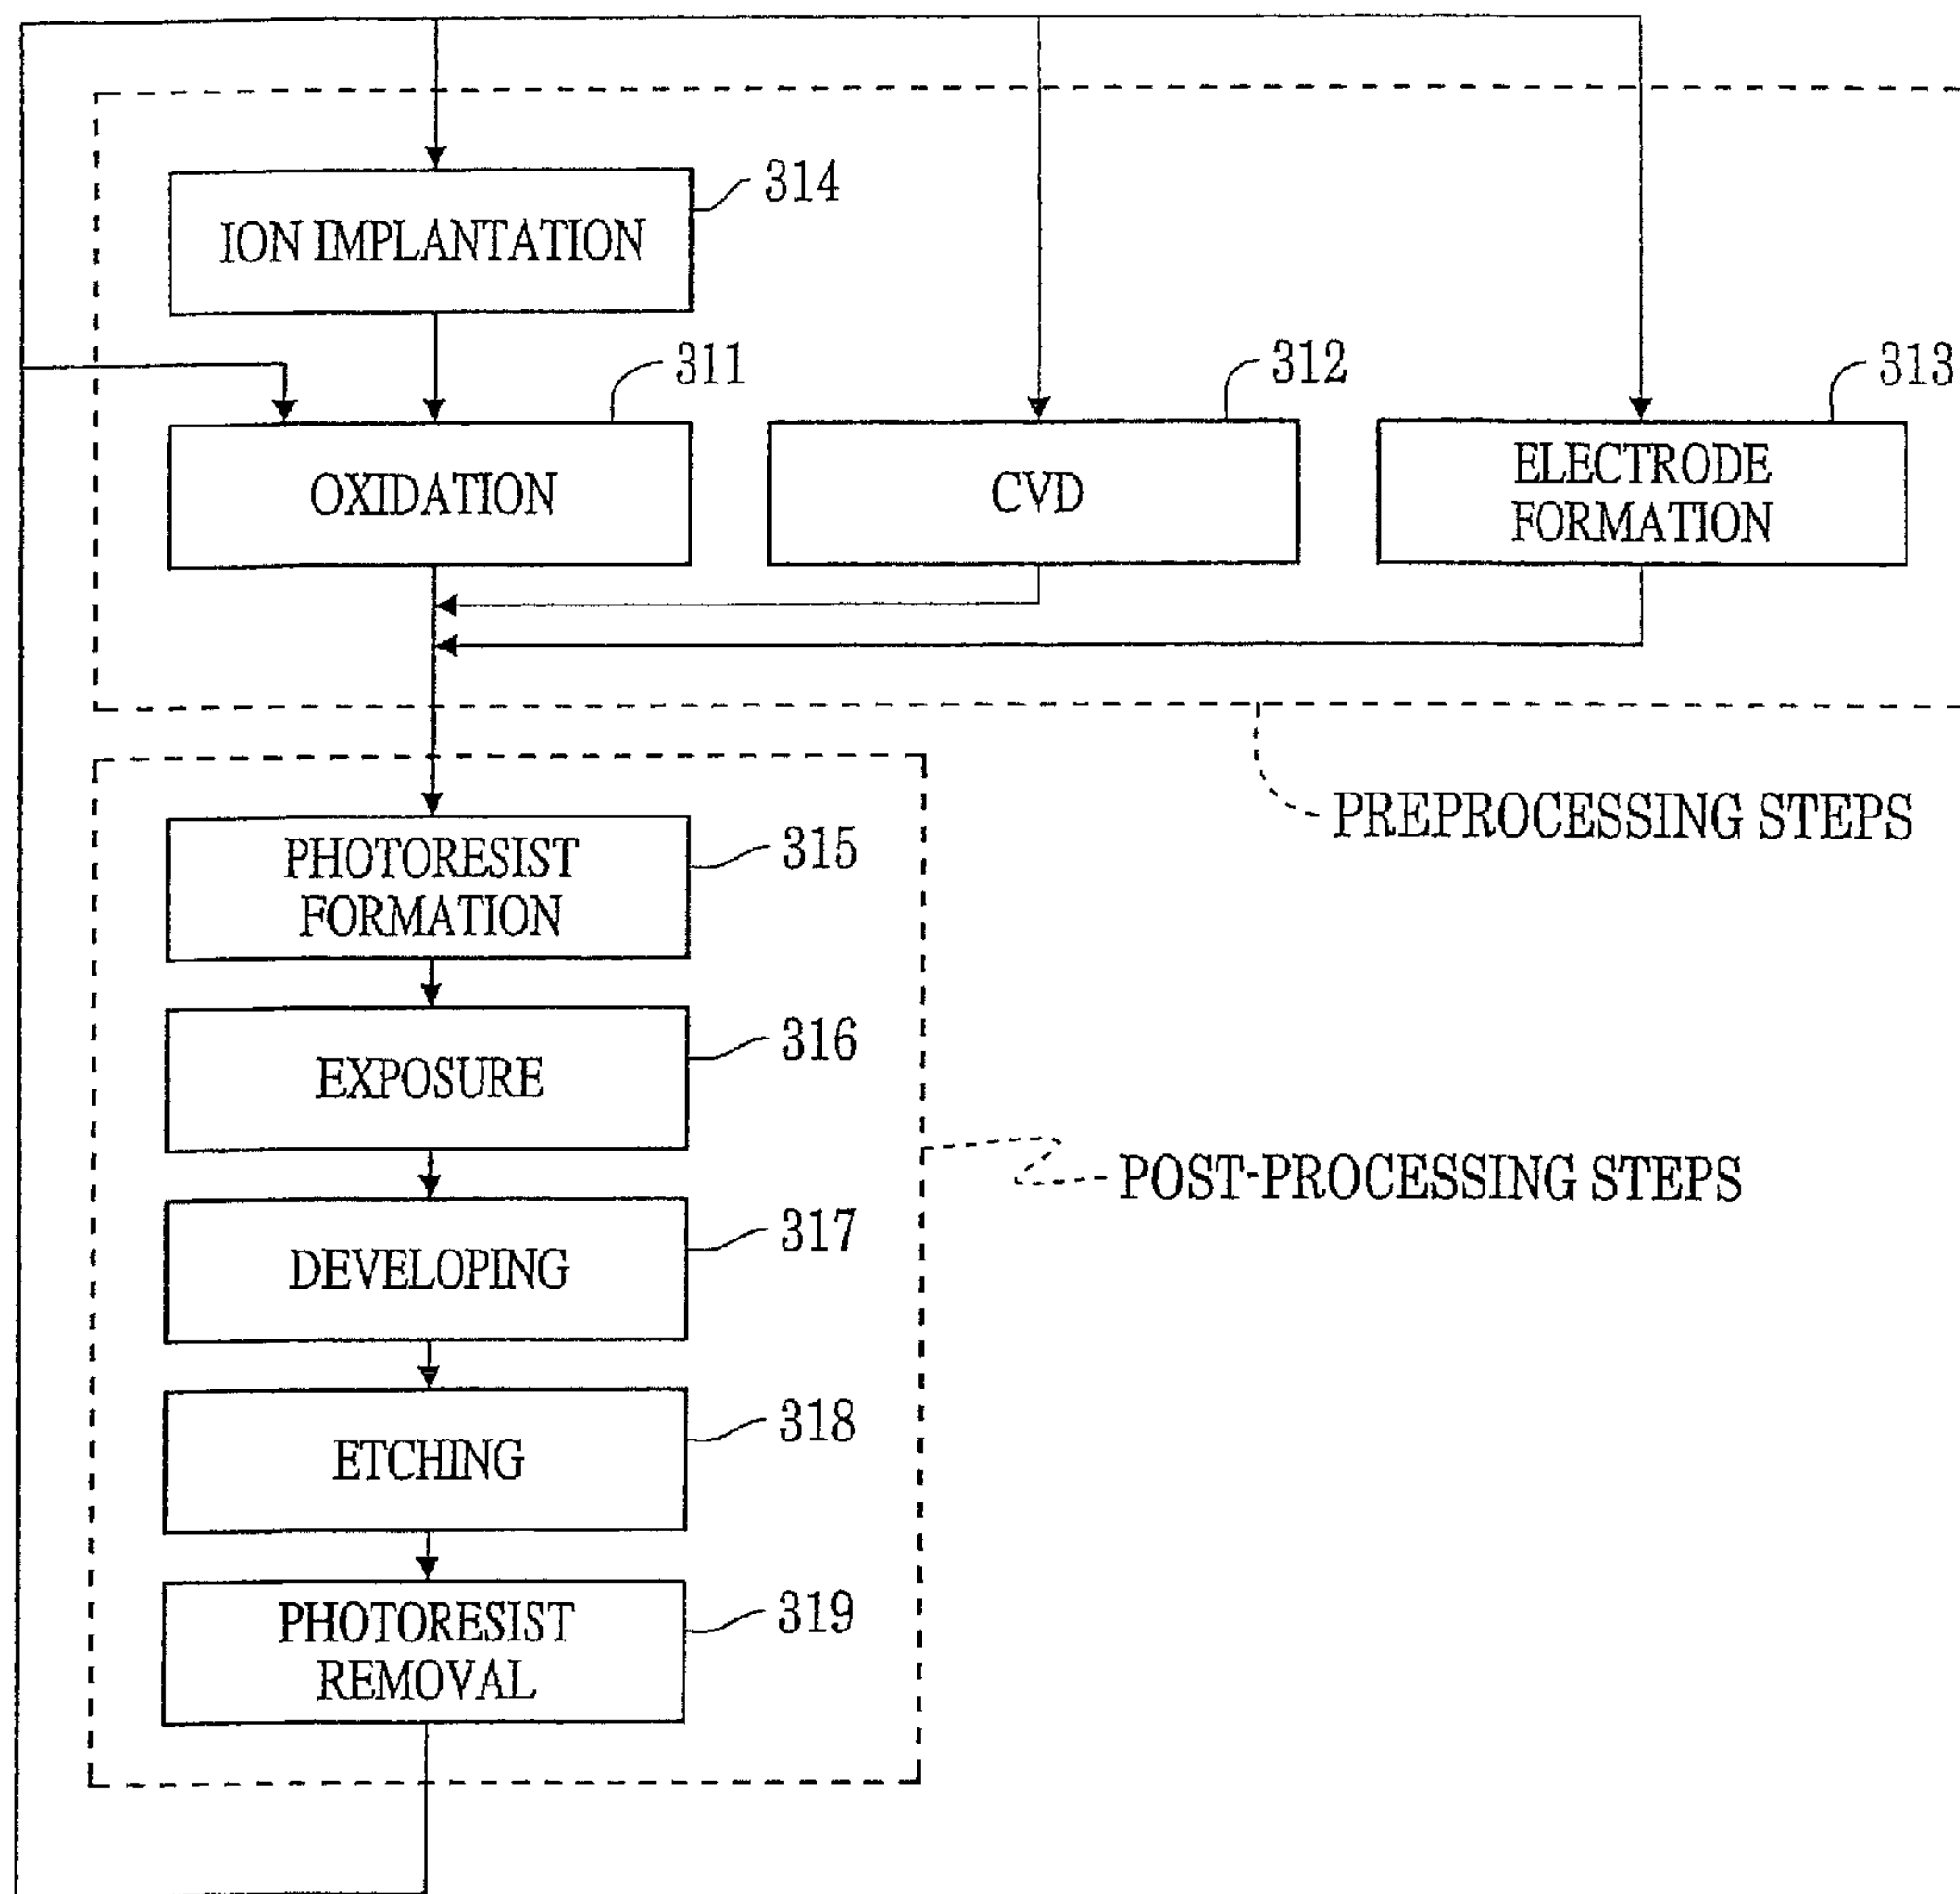 314
ION IMPLANTATION
311
312
313
OXIDATION
CVD
ELECTRODE
FORMATION
PREPROCESSING STEPS
315
PHOTORESIST
FORMATION
316
EXPOSURE
POST-PROCESSING STEPS
317
DEVELOPING
318
ETCHING
319
PHOTORESIST
REMOVAL